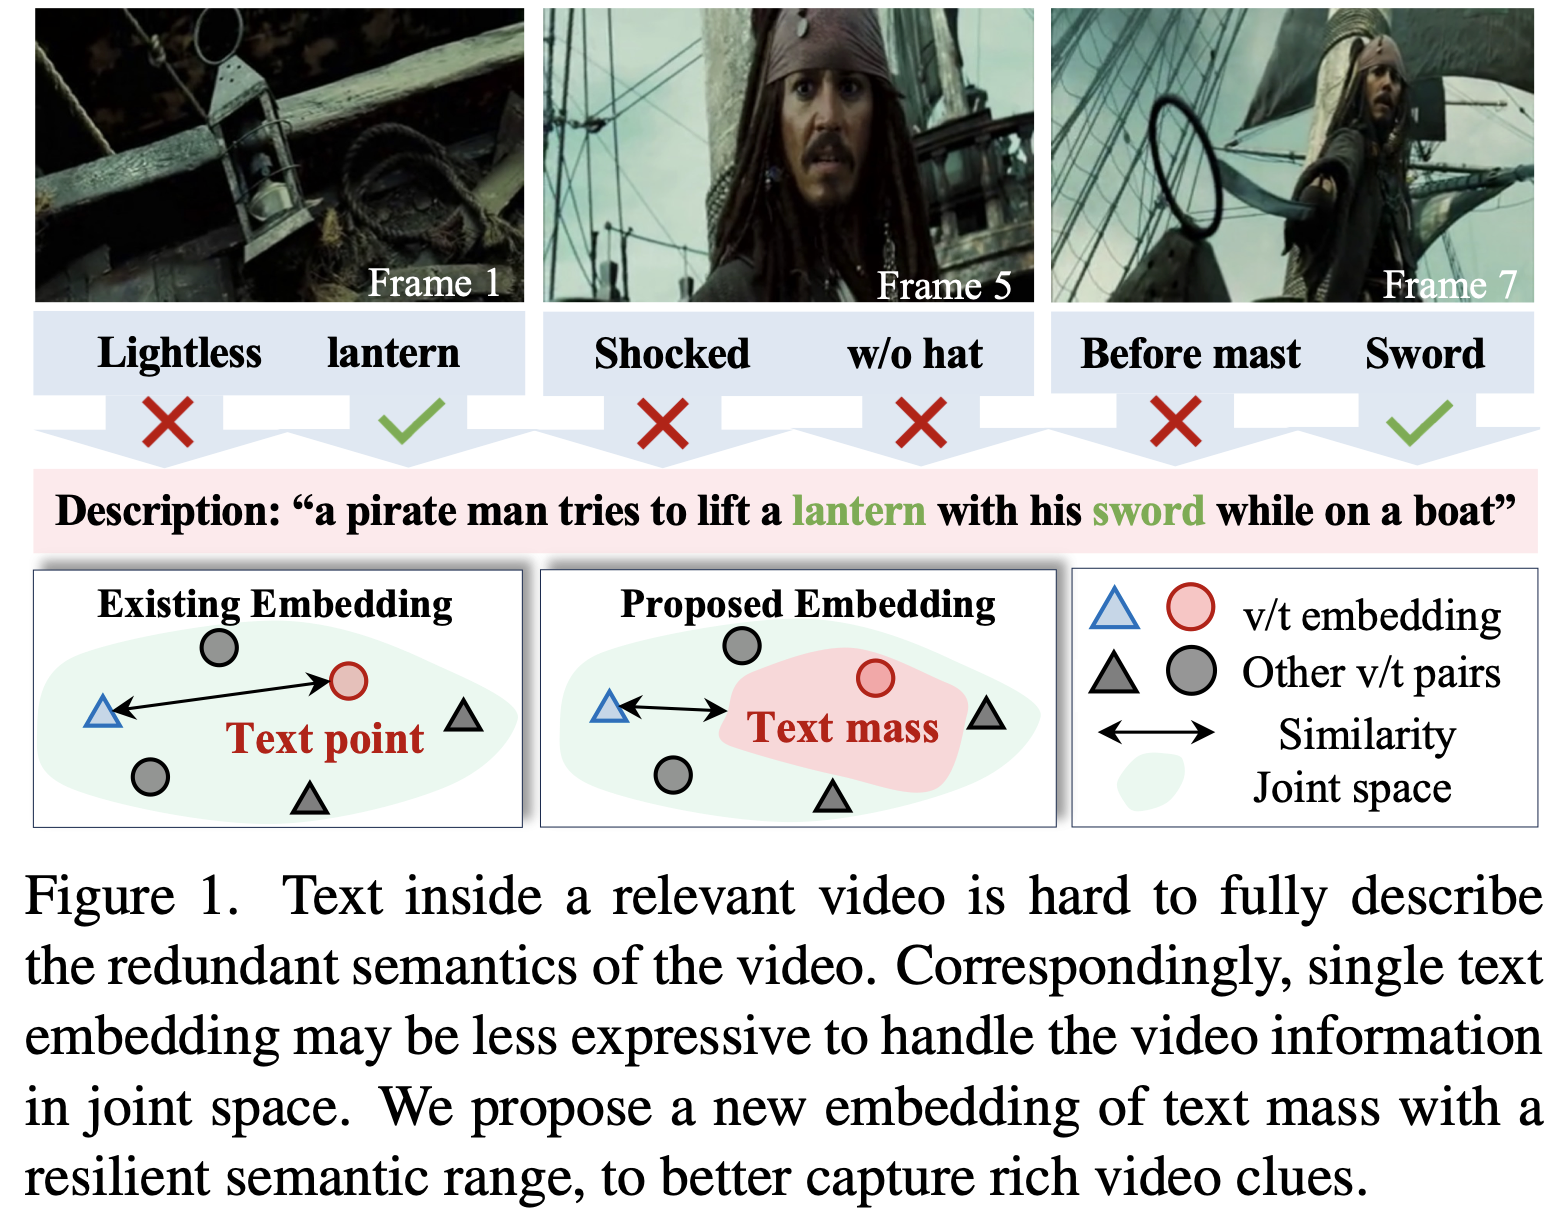 Frame 1
Frame 5
Frame 7
Lightless lantern
Shocked w/o hat
Before mast Sword
Description: “a pirate man tries to lift a lantern with his sword while on a boat”
Existing Embedding
Text point
Proposed Embedding
Text mass
v/t embedding
Other v/t pairs
Similarity
Joint space
Figure 1. Text inside a relevant video is hard to fully describe
the redundant semantics of the video. Correspondingly, single text
embedding may be less expressive to handle the video information
in joint space. We propose a new embedding of text mass with a
resilient semantic range, to better capture rich video clues.